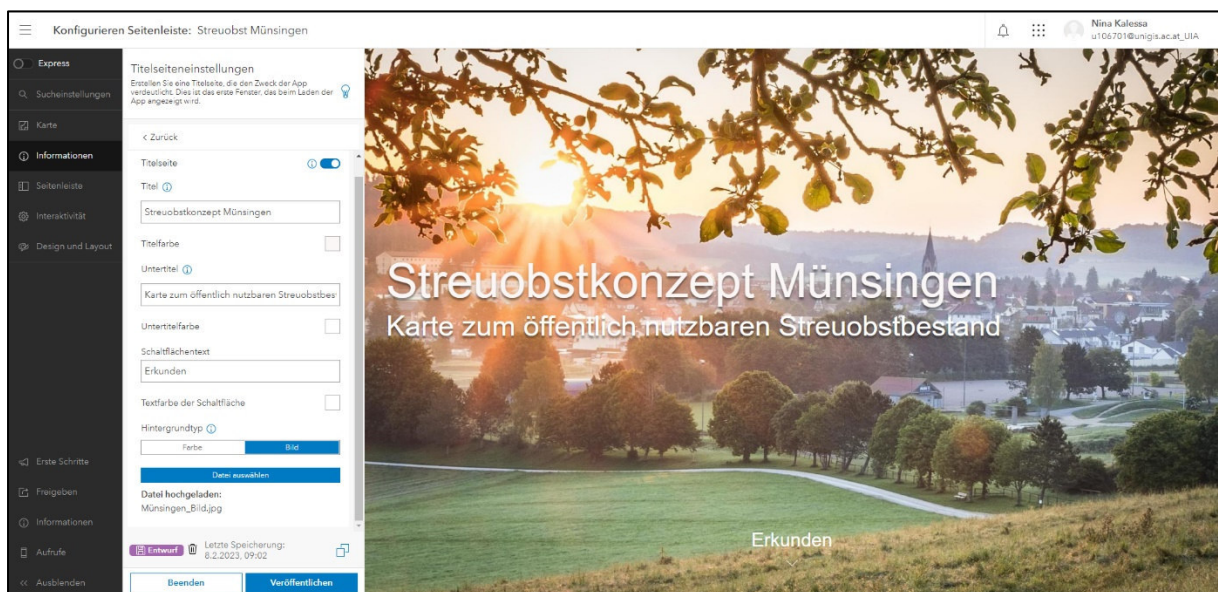 Konfigurieren Seitenleiste: Streuobst Münsingen
Nina Kalessa
u106701@unigis.ac.at_UIA
Express
Sucheinstellungen
Karte
Informationen
Seitenleiste
Interaktivität
Design und Layout
Erste Schritte
Freigeben
Informationen
Aufrufe
<< Ausblenden
Titelseiteneinstellungen
Erstellen Sie eine Titelseite, die den Zweck der App
verdeutlicht. Dies ist das erste Fenster, das beim Laden der
App angezeigt wird.
< Zurück
Titelseite
Titel
Streuobstkonzept Münsingen
Titelfarbe
Untertitel
Karte zum öffentlich nutzbaren Streuobstbes
Untertitelfarbe
Schaltflächentext
Erkunden
Textfarbe der Schaltfläche
Hintergrundtyp
Farbe Bild
Datei auswählen
Datei hochgeladen:
Münsingen_Bild.jpg
Entwurf Letzte Speicherung:
8.2.2023, 09:02
Beenden Veröffentlichen
Streuobstkonzept Münsingen
Karte zum öffentlich nutzbaren Streuobstbestand
Erkunden